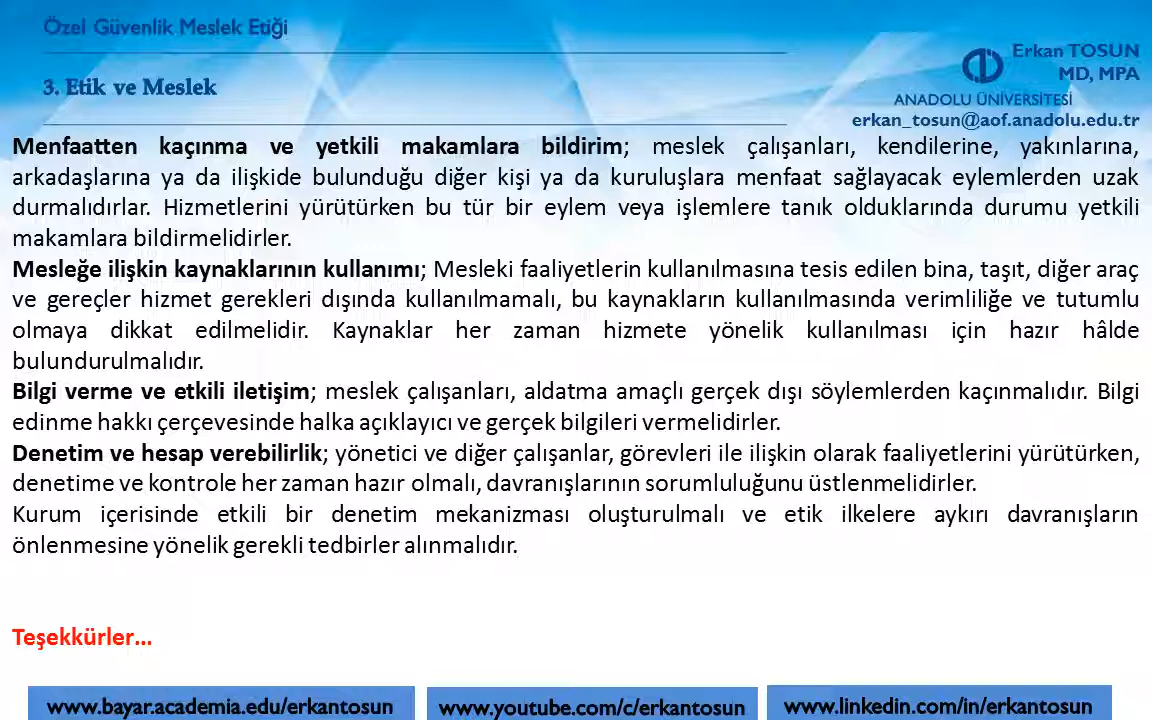 Özel Güvenlik Meslek Etiği
Erkan TOSUN
MD, MPA
3. Etik ve Meslek
ANADOLU ÜNİVERSİTESİ
erkan_tosun@aof.anadolu.edu.tr
Menfaatten kaçınma ve yetkili makamlara bildirim; meslek çalışanları, kendilerine, yakınlarına,
arkadaşlarına ya da ilişkide bulunduğu diğer kişi ya da kuruluşlara menfaat sağlayacak eylemlerden uzak
durmalıdırlar. Hizmetlerini yürütürken bu tür bir eylem veya işlemlere tanık olduklarında durumu yetkili
makamlara bildirmelidirler.
Mesleğe ilişkin kaynaklarının kullanımı; Mesleki faaliyetlerin kullanılmasına tesis edilen bina, taşıt, diğer araç
ve gereçler hizmet gerekleri dışında kullanılmamalı, bu kaynakların kullanılmasında verimliliğe ve tutumlu
olmaya dikkat edilmelidir. Kaynaklar her zaman hizmete yönelik kullanılması için hazır hâlde
bulundurulmalıdır.
Bilgi verme ve etkili iletişim; meslek çalışanları, aldatma amaçlı gerçek dışı söylemlerden kaçınmalıdır. Bilgi
edinme hakkı çerçevesinde halka açıklayıcı ve gerçek bilgileri vermelidirler.
Denetim ve hesap verebilirlik; yönetici ve diğer çalışanlar, görevleri ile ilişkin olarak faaliyetlerini yürütürken,
denetime ve kontrole her zaman hazır olmalı, davranışlarının sorumluluğunu üstlenmelidirler.
Kurum içerisinde etkili bir denetim mekanizması oluşturulmalı ve etik ilkelere aykırı davranışların
önlenmesine yönelik gerekli tedbirler alınmalıdır.
Teşekkürler...
www.bayar.academia.edu/erkantosun
www.youtube.com/c/erkantosun
www.linkedin.com/in/erkantosun